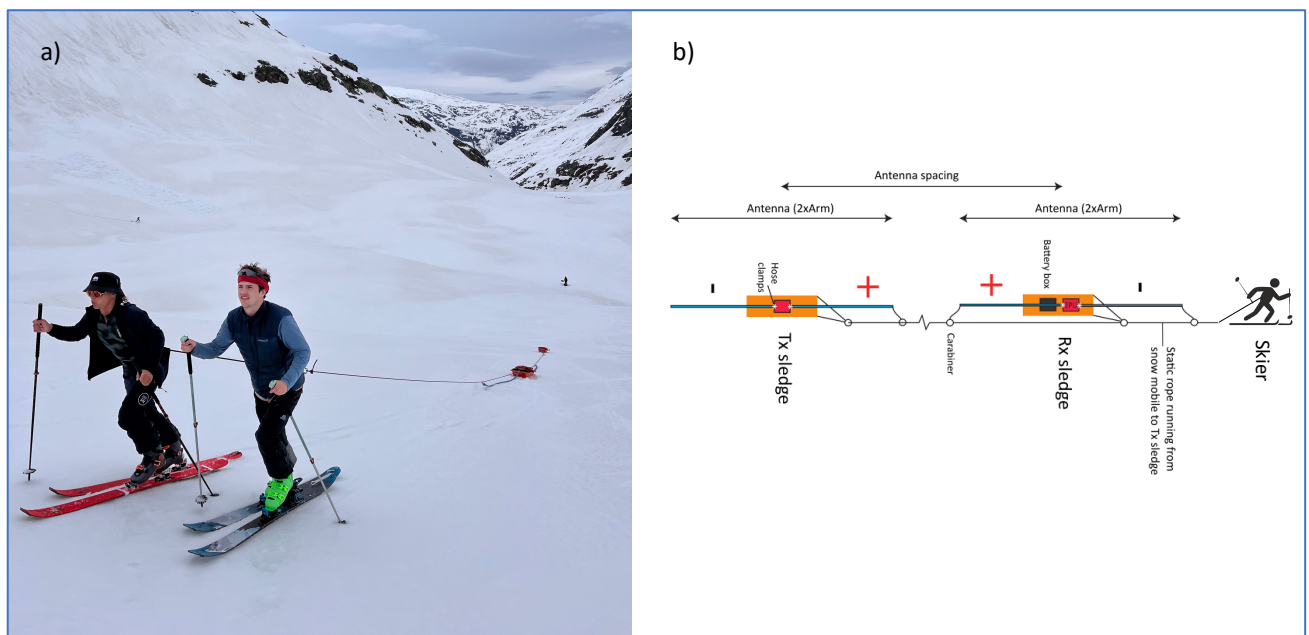 a)
b)
Antenna spacing
Antenna (2xArm)
Antenna (2xArm)
Hose
clamps
Battery box
-
+
+
-
Tx sledge
Carabiner
Rx sledge
Static rope running from
snow mobile to Tx sledge
Skier